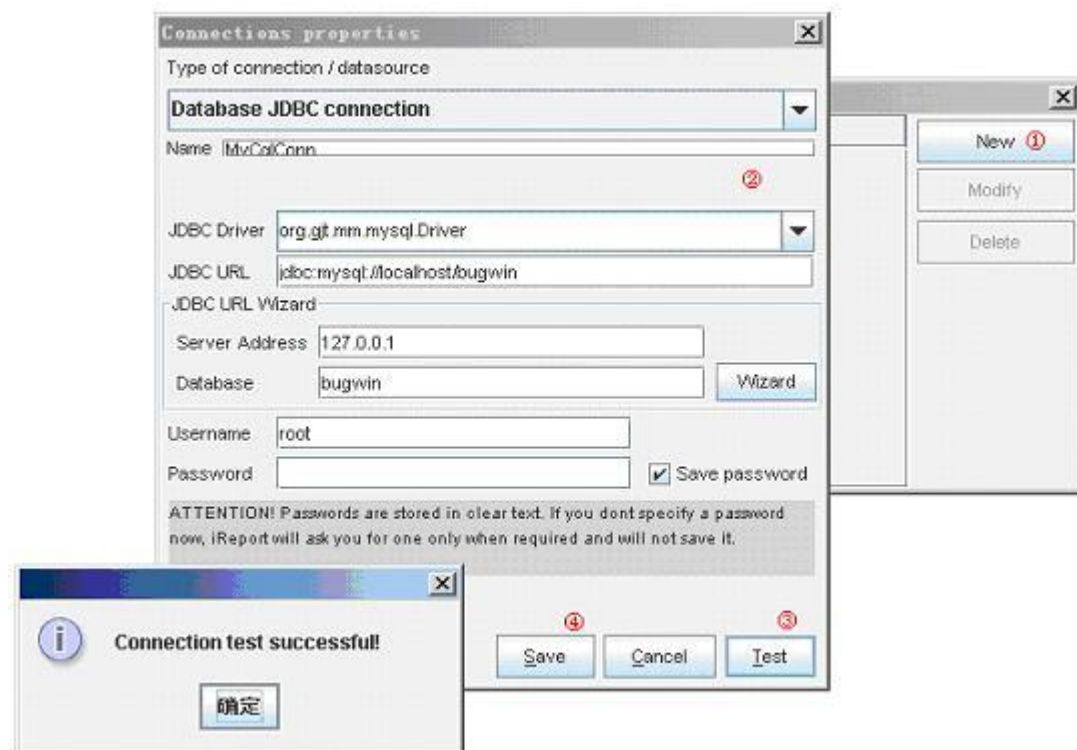 Connections properties
Type of connection / datasource
Database JDBC connection
Name
②
JDBC Driver org.gjt.mm.mysql.Driver
JDBC URL jdbc:mysql://localhost/bugwin
JDBC URL Wizard
Server Address 127.0.0.1
Database bugwin
Wizard
Username root
Password
Save password
ATTENTION! Passwords are stored in clear text. If you dont specify a password
now, iReport will ask you for one only when required and will not save it.
④
③
Save
Cancel
Test
New ①
Modify
Delete
Connection test successful!
确定